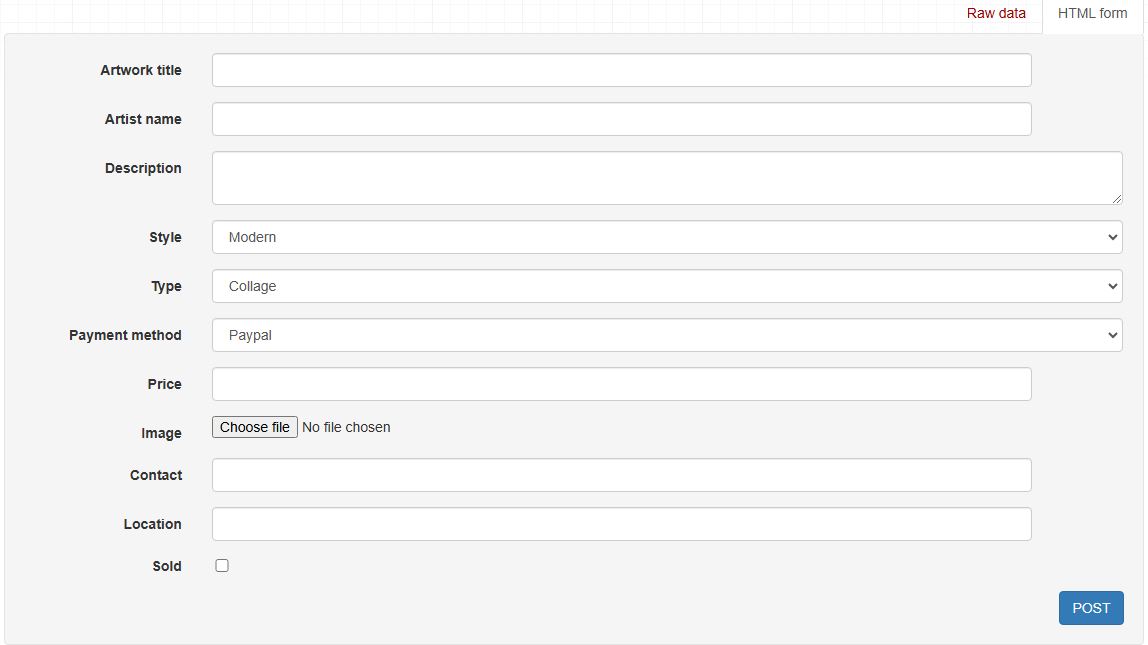 Raw data HTML form
Artwork title
Artist name
Description
Style Modern
Type Collage
Payment method Paypal
Price
Image Choose file No file chosen
Contact
Location
Sold
POST